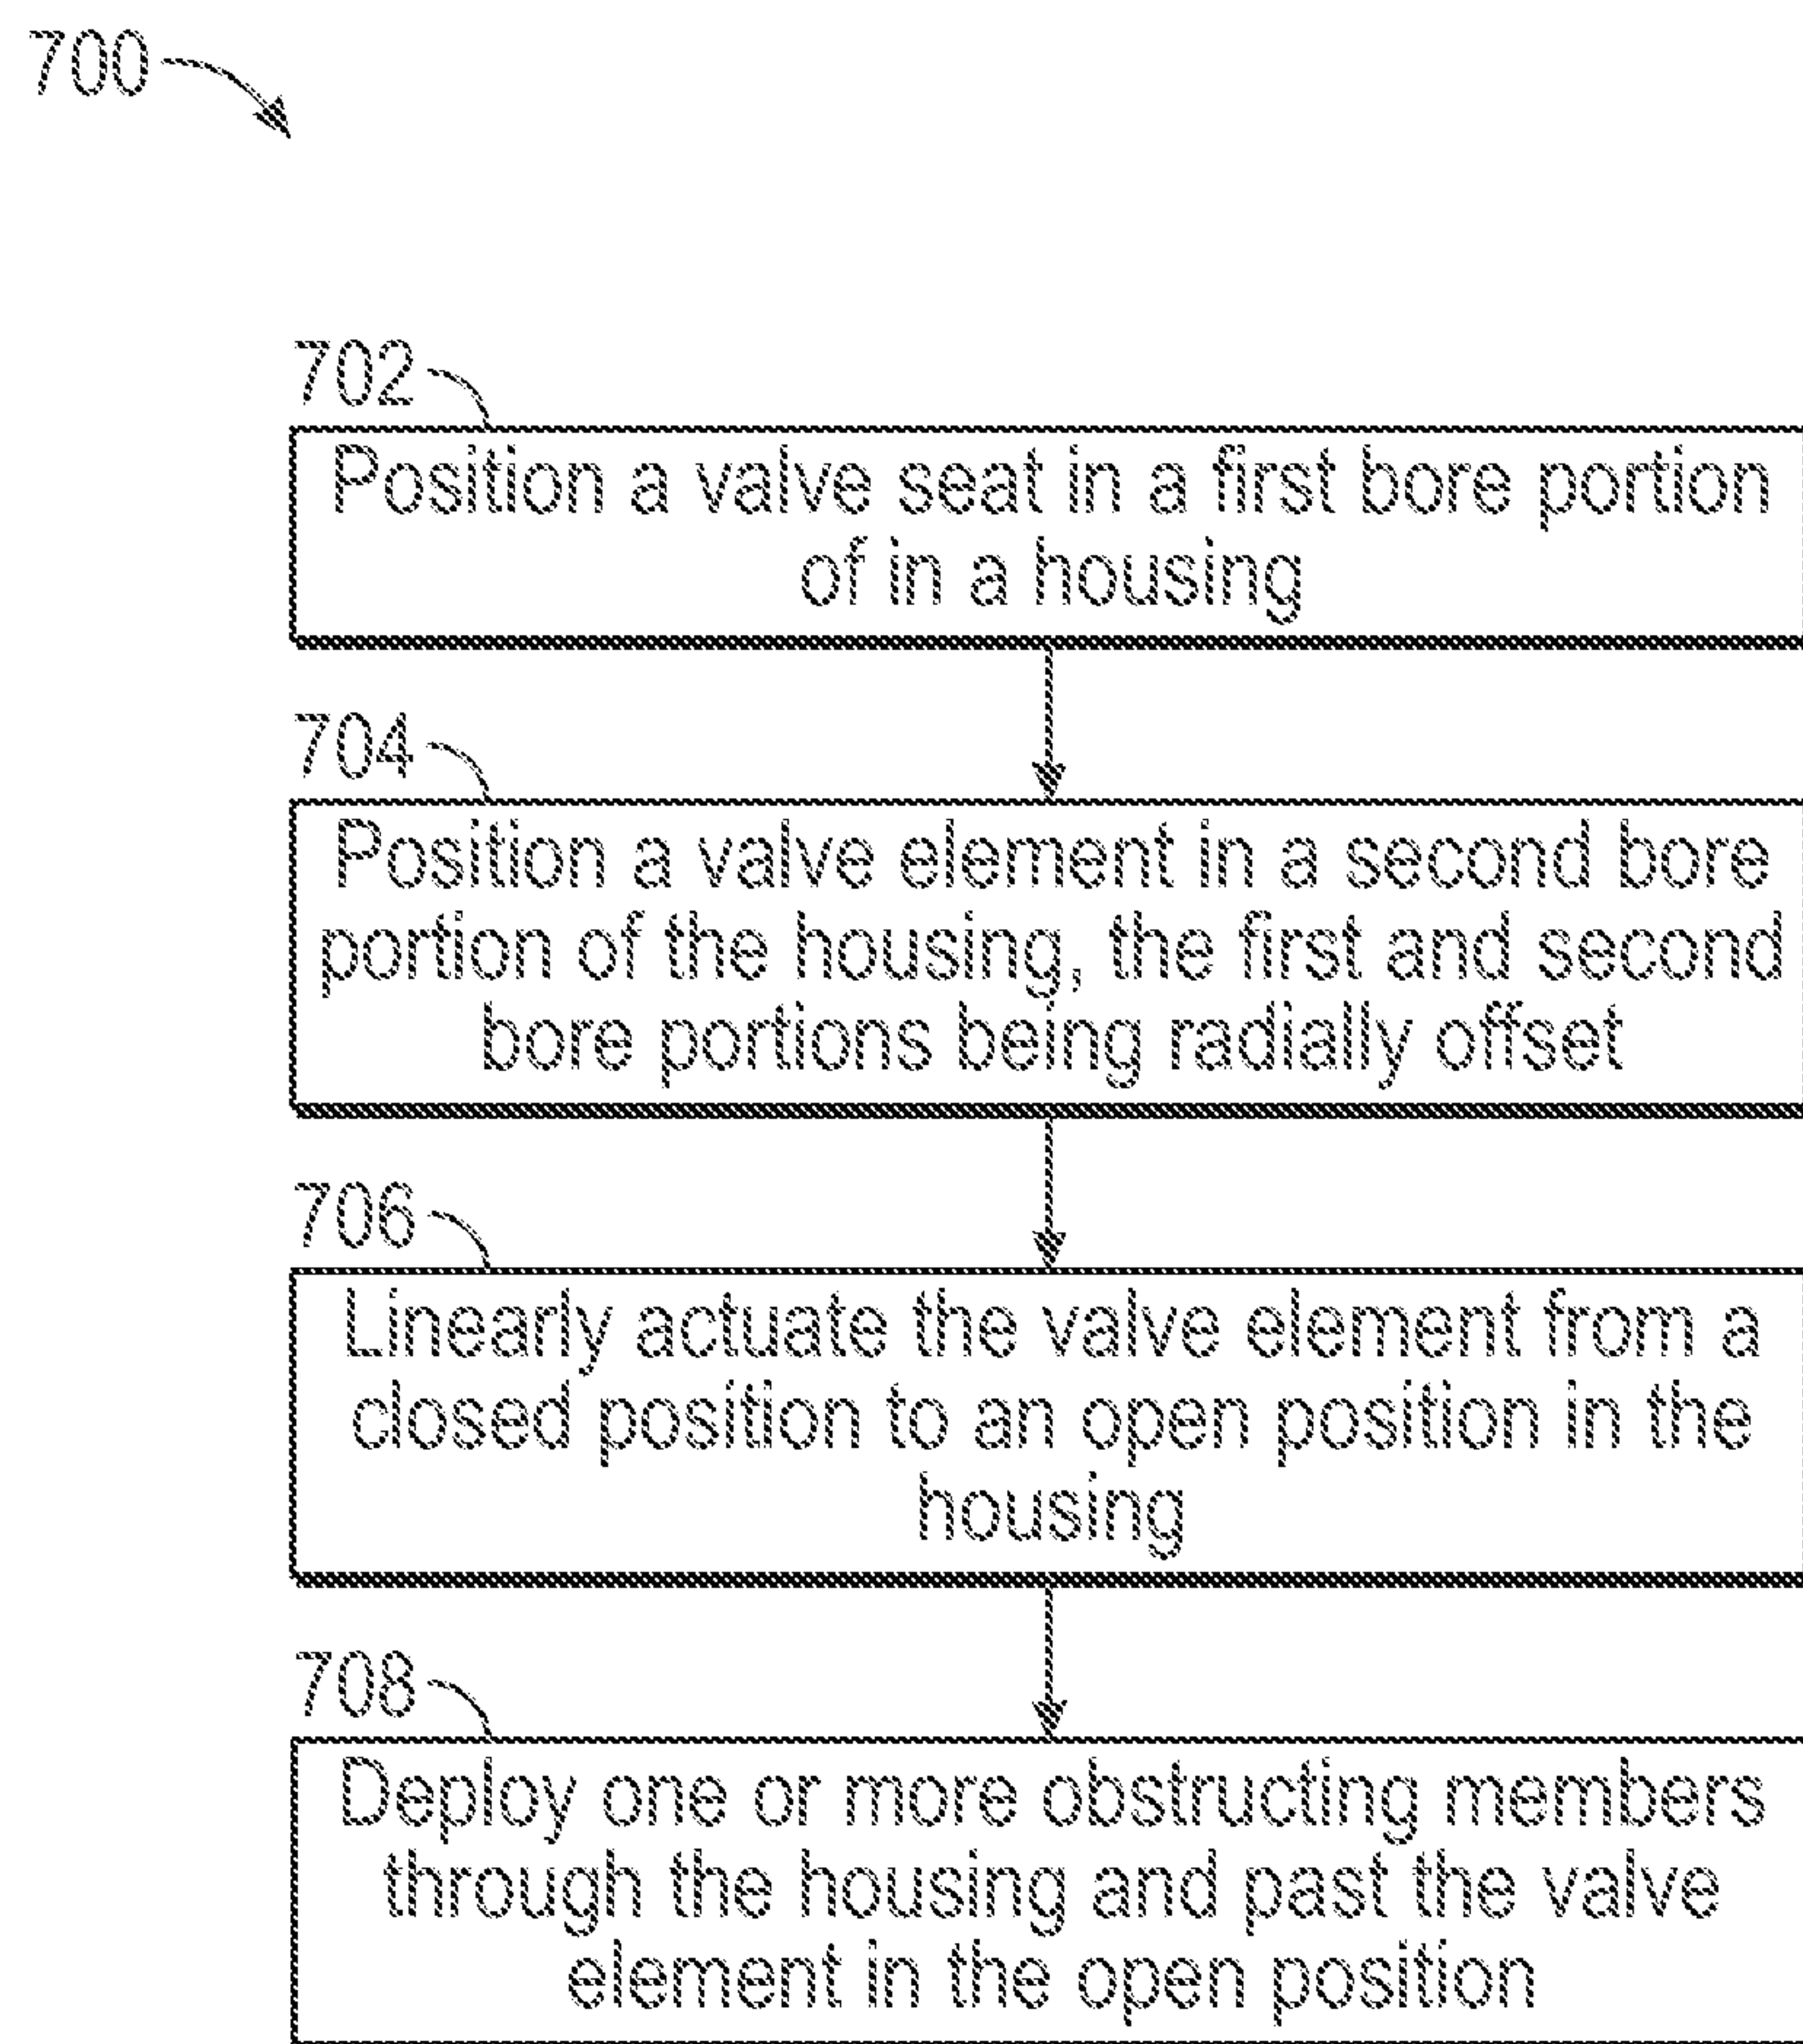 700
702
Position a valve seat in a first bore portion
of in a housing
704
Position a valve element in a second bore
portion of the housing, the first and second
bore portions being radially offset
706
Linearly actuate the valve element from a
closed position to an open position in the
housing
708
Deploy one or more obstructing members
through the housing and past the valve
element in the open position